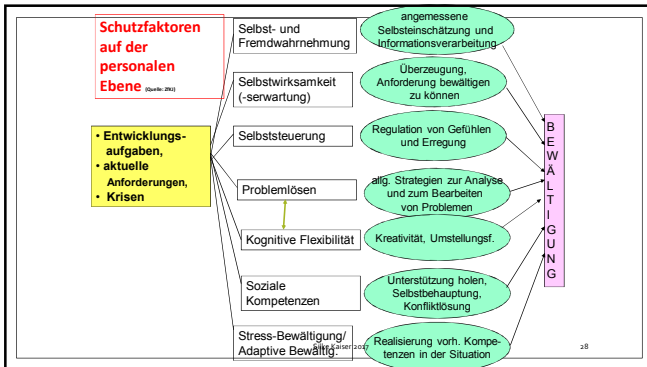 Schutzfaktoren
auf der
personalen
Ebene (Quelle: ZfKJ)
• Entwicklungs-
aufgaben,
• aktuelle
Anforderungen,
• Krisen
Selbst- und
Fremdwahrnehmung
angemessene
Selbsteinschätzung und
Informationsverarbeitung
Selbstwirksamkeit
(-serwartung)
Überzeugung,
Anforderung bewältigen
zu können
Selbststeuerung
Regulation von Gefühlen
und Erregung
Problemlösen
allg. Strategien zur Analyse
und zum Bearbeiten
von Problemen
Kognitive Flexibilität
Kreativität, Umstellungsf.
Soziale
Kompetenzen
Unterstützung holen,
Selbstbehauptung,
Konfliktlösung
Stress-Bewältigung/
Adaptive Bewältig.
Realisierung vorh. Kompe-
tenzen in der Situation
B
E
W
Ä
L
T
I
G
U
N
G
Silke Kaiser 2017
28